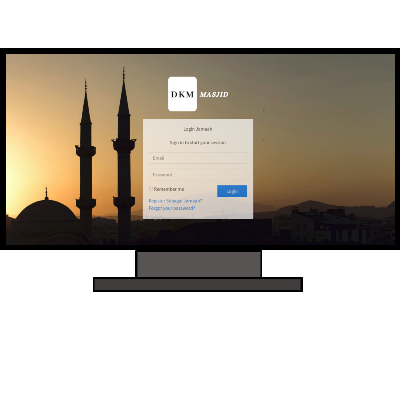 DKM MASJID
Login Jamaah
Sign in to start your session
Email
Password
Remember me
Login
Register Sebagai Jamaah?
Forgot your password?